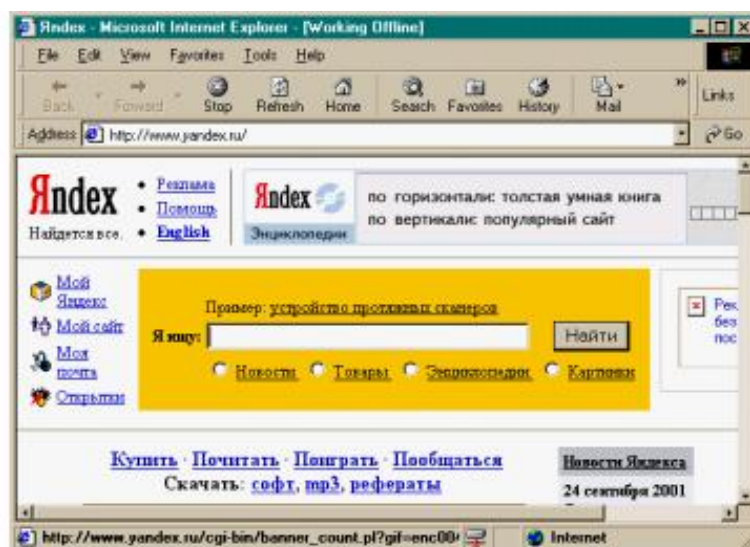 Яndex - Microsoft Internet Explorer - [Working Offline]
File Edit View Favorites Tools Help
Back Forward Stop Refresh Home Search Favorites History Mail » Links
Address http://www.yandex.ru/ Go
Яndex
Найдется все.
• Реклама
• Помощь
• English
Яndex
Энциклопедии
по горизонтали: толстая умная книга
по вертикали: популярный сайт
Мой Яндекс
Мой сайт
Моя почта
Открытки
Пример: устройство протяжных сканеров
Я ищу: Найти
Новости Товары Энциклопедии Картинки
Рек
без
пос
Купить · Почитать · Поиграть · Пообщаться
Скачать: софт, mp3, рефераты
Новости Яндекса
24 сентября 2001
http://www.yandex.ru/cgi-bin/banner_count.pl?gif=enc00 Internet